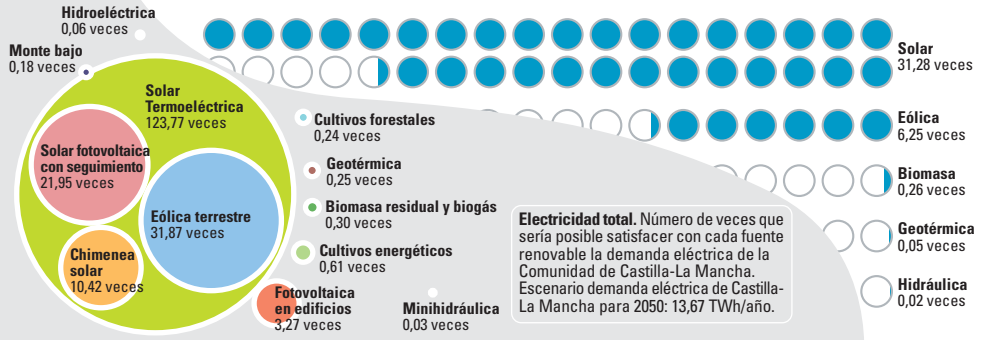 Hidroeléctrica
0,06 veces
Monte bajo
0,18 veces
Solar
Termoeléctrica
123,77 veces
Solar fotovoltaica
con seguimiento
21,95 veces
Eólica terrestre
31,87 veces
Chimenea
solar
10,42 veces
Cultivos forestales
0,24 veces
Geotérmica
0,25 veces
Biomasa residual y biogás
0,30 veces
Cultivos energéticos
0,61 veces
Fotovoltaica
en edificios
3,27 veces
Minihidráulica
0,03 veces
Electricidad total. Número de veces que
sería posible satisfacer con cada fuente
renovable la demanda eléctrica de la
Comunidad de Castilla-La Mancha.
Escenario demanda eléctrica de Castilla-
La Mancha para 2050: 13,67 TWh/año.
Solar
31,28 veces
Eólica
6,25 veces
Biomasa
0,26 veces
Geotérmica
0,05 veces
Hidráulica
0,02 veces